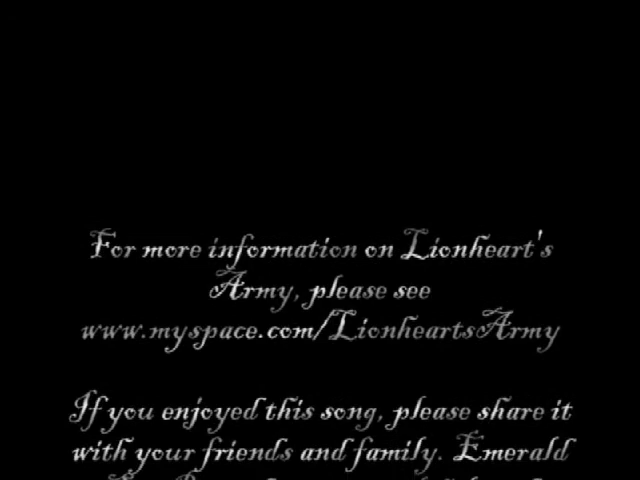 For more information on Lionheart's
Army, please see
www.myspace.com/LionheartsArmy
If you enjoyed this song, please share it
with your friends and family. Emerald